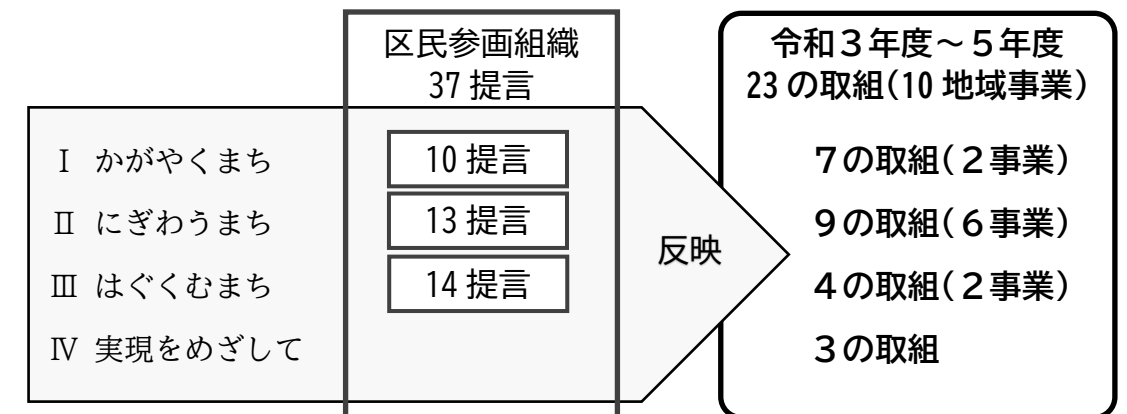 区民参画組織
37提言
令和３年度～５年度
23の取組(10地域事業)
Ⅰ かがやくまち
10提言
７の取組(２事業)
Ⅱ にぎわうまち
13提言
９の取組(６事業)
反映
Ⅲ はぐくむまち
14提言
４の取組(２事業)
Ⅳ 実現をめざして
３の取組